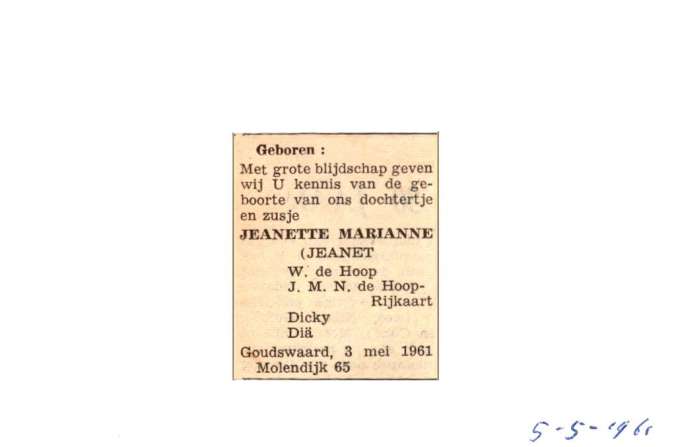 Geboren :
Met grote blijdschap geven
wij U kennis van de ge-
boorte van ons dochtertje
en zusje
JEANETTE MARIANNE
(JEANET
W. de Hoop
J. M. N. de Hoop-
Rijkaart
Dicky
Diä
Goudswaard, 3 mei 1961
Molendijk 65
5-5-1961